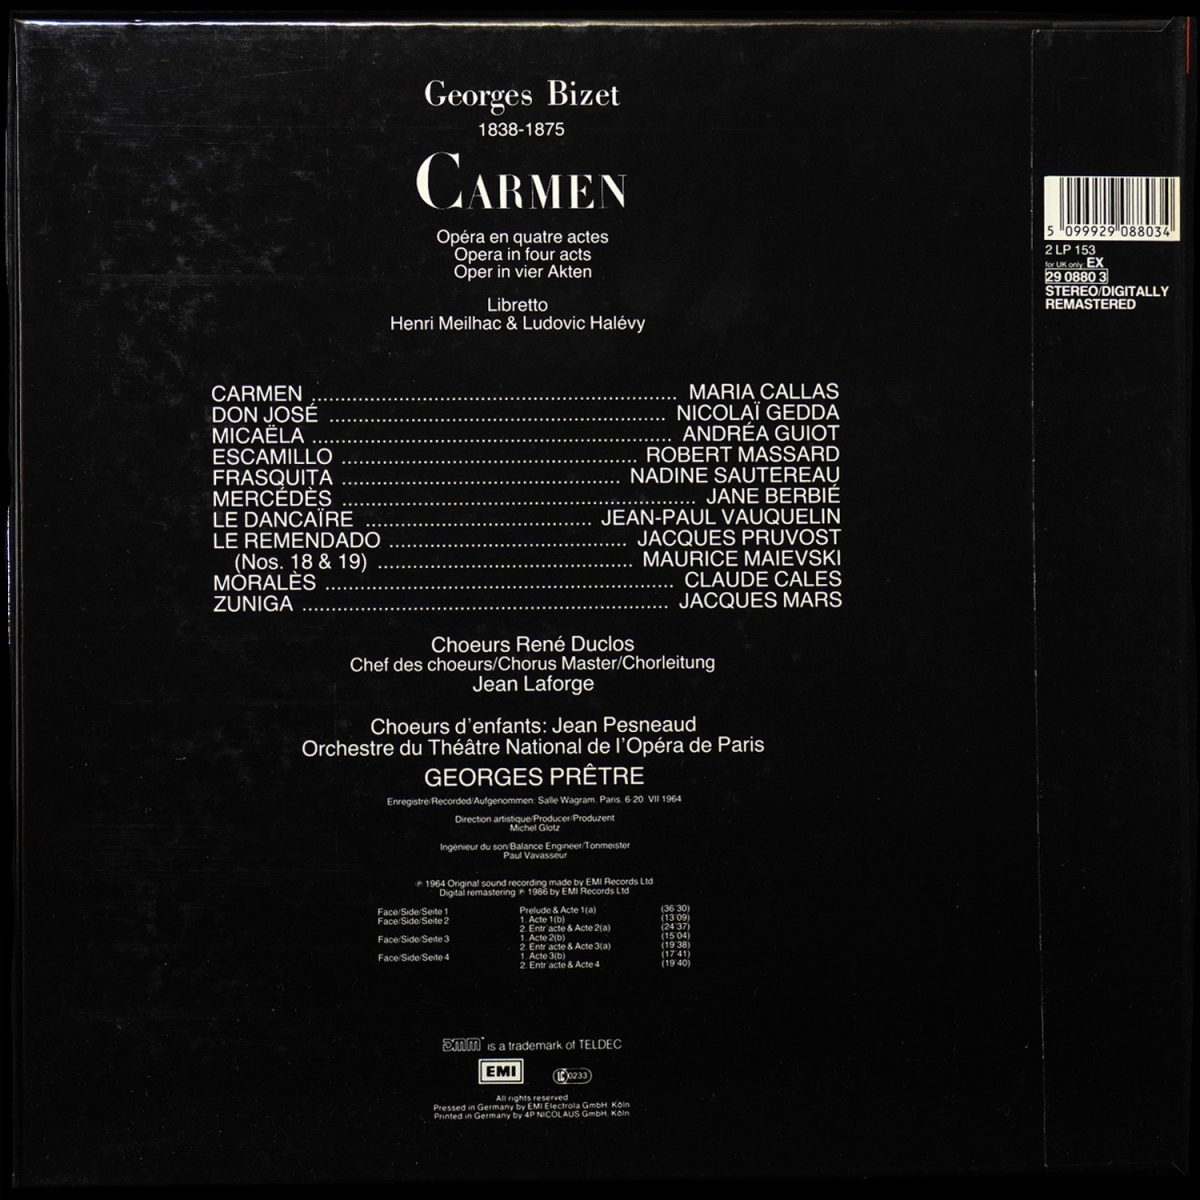 Georges Bizet
1838-1875
CARMEN
Opéra en quatre actes
Opera in four acts
Oper in vier Akten
Libretto
Henri Meilhac & Ludovic Halévy
CARMEN ........ MARIA CALLAS
DON JOSÉ ........ NICOLAÏ GEDDA
MICAËLA ........ ANDRÉA GUIOT
ESCAMILLO ........ ROBERT MASSARD
FRASQUITA ........ NADINE SAUTEREAU
MERCÉDÈS ........ JANE BERBIÉ
LE DANCAÏRE ........ JEAN-PAUL VAUQUELIN
LE REMENDADO ........ JACQUES PRUVOST
(Nos. 18 & 19) ........ MAURICE MAIEVSKI
MORALÈS ........ CLAUDE CALES
ZUNIGA ........ JACQUES MARS
Choeurs René Duclos
Chef des choeurs/Chorus Master/Chorleitung
Jean Laforge
Choeurs d'enfants: Jean Pesneaud
Orchestre du Théâtre National de l'Opéra de Paris
GEORGES PRÊTRE
Enregistré/Recorded/Aufgenommen: Salle Wagram, Paris. 6-20 VII 1964
Direction artistique/Producer/Produzent
Michel Glotz
Ingénieur du son/Balance Engineer/Tonmeister
Paul Vavasseur
℗ 1964 Original sound recording made by EMI Records Ltd
Digital remastering ℗ 1986 by EMI Records Ltd
Face/Side/Seite 1 Prelude & Acte 1(a) (36'30)
Face/Side/Seite 2 1. Acte 1(b) (13'09)
2. Entr'acte & Acte 2(a) (24'37)
Face/Side/Seite 3 1. Acte 2(b) (15'04)
2. Entr'acte & Acte 3(a) (19'38)
Face/Side/Seite 4 1. Acte 3(b) (17'41)
2. Entr'acte & Acte 4 (19'40)
DMM is a trademark of TELDEC
EMI LC 0233
All rights reserved
Pressed in Germany by EMI Electrola GmbH, Köln
Printed in Germany by 4P NICOLAUS GmbH, Köln
5 099929 088034
2 LP 153
for UK only: EX
29 0880 3
STEREO/DIGITALLY
REMASTERED